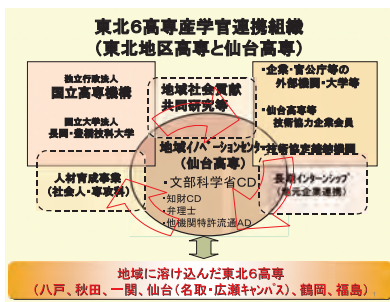 東北6高専産学官連携組織
(東北地区高専と仙台高専)
独立行政法人
国立高専機構
国立大学法人
長岡・豊橋技科大学
地域社会貢献
共同研究等
・企業・官公庁等の
外部機関・大学等
・仙台高専等
技術協力企業会員
・技術協定締結機関
地域イノベーションセンター
(仙台高専)
・文部科学省CD
・知財CD
・弁理士
・他機関特許流通AD
人材育成事業
(社会人・専攻科)
長期インターンシップ
(地元企業連携)
地域に溶け込んだ東北6高専
(八戸、秋田、一関、仙台(名取・広瀬キャンパス)、鶴岡、福島)